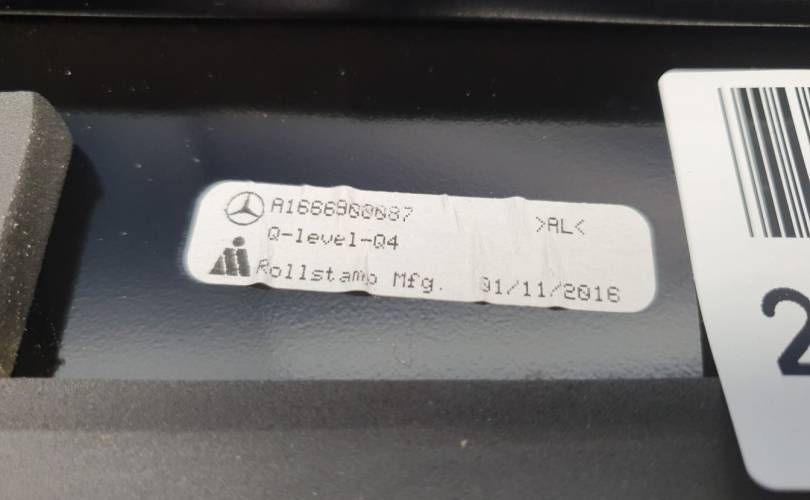 A1666900087 >AL<
Q-level-Q4
Rollstamp Mfg. 01/11/2016
2